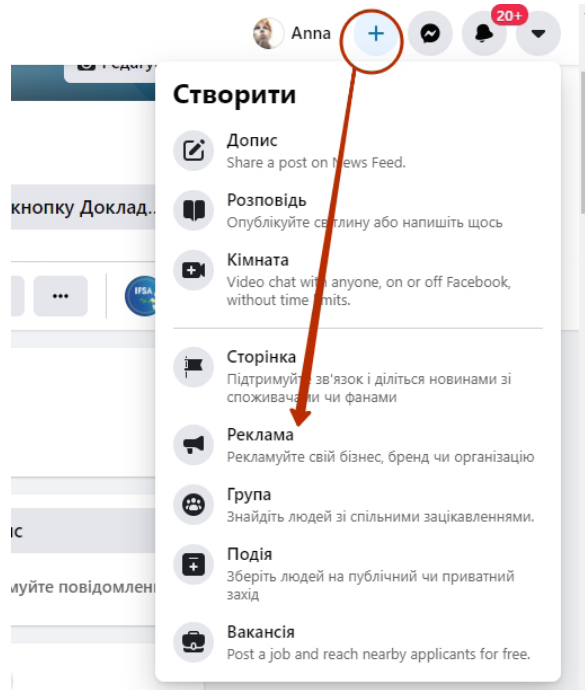 Anna
20+
Редагу
Створити
Допис
Share a post on News Feed.
Розповідь
Опублікуйте світлину або напишіть щось
кнопку Доклад..
Кімната
Video chat with anyone, on or off Facebook,
without time limits.
IFSA
Сторінка
Підтримуйте зв'язок і діліться новинами зі
споживачами чи фанами
Реклама
Рекламуйте свій бізнес, бренд чи організацію
Група
Знайдіть людей зі спільними зацікавленнями.
ис
Подія
Зберіть людей на публічний чи приватний
захід
муйте повідомлен
Вакансія
Post a job and reach nearby applicants for free.